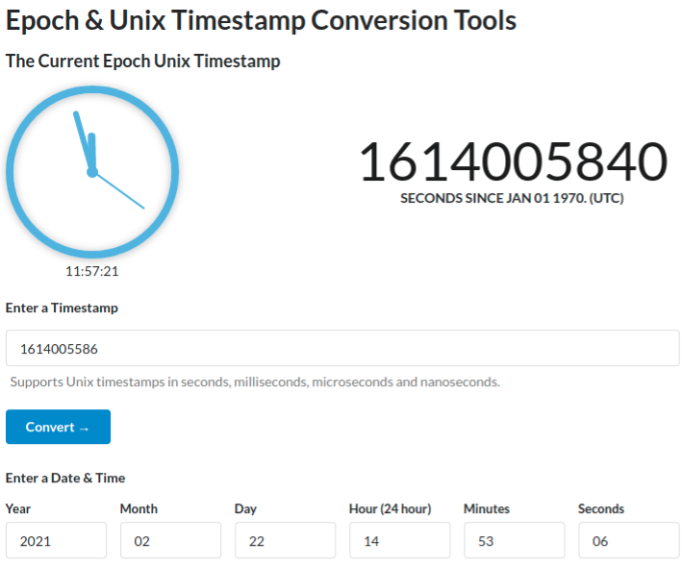 Epoch & Unix Timestamp Conversion Tools
The Current Epoch Unix Timestamp
1614005840
SECONDS SINCE JAN 01 1970. (UTC)
11:57:21
Enter a Timestamp
1614005586
Supports Unix timestamps in seconds, milliseconds, microseconds and nanoseconds.
Convert →
Enter a Date & Time
Year Month Day Hour (24 hour) Minutes Seconds
2021 02 22 14 53 06